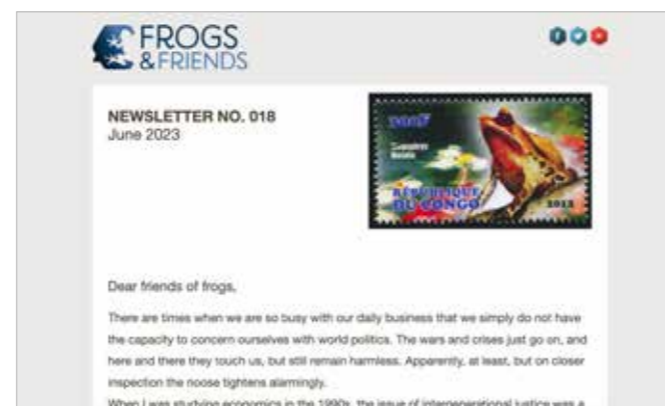 FROGS
& FRIENDS
NEWSLETTER NO. 018
June 2023
RÉPUBLIQUE
DU CONGO
2013
Dear friends of frogs,
There are times when we are so busy with our daily business that we simply do not have
the capacity to concern ourselves with world politics. The wars and crises just go on, and
here and there they touch us, but still remain harmless. Apparently, at least, but on closer
inspection the noose tightens alarmingly.
When I was studying economics in the 1990s, the issue of intergenerational justice was a